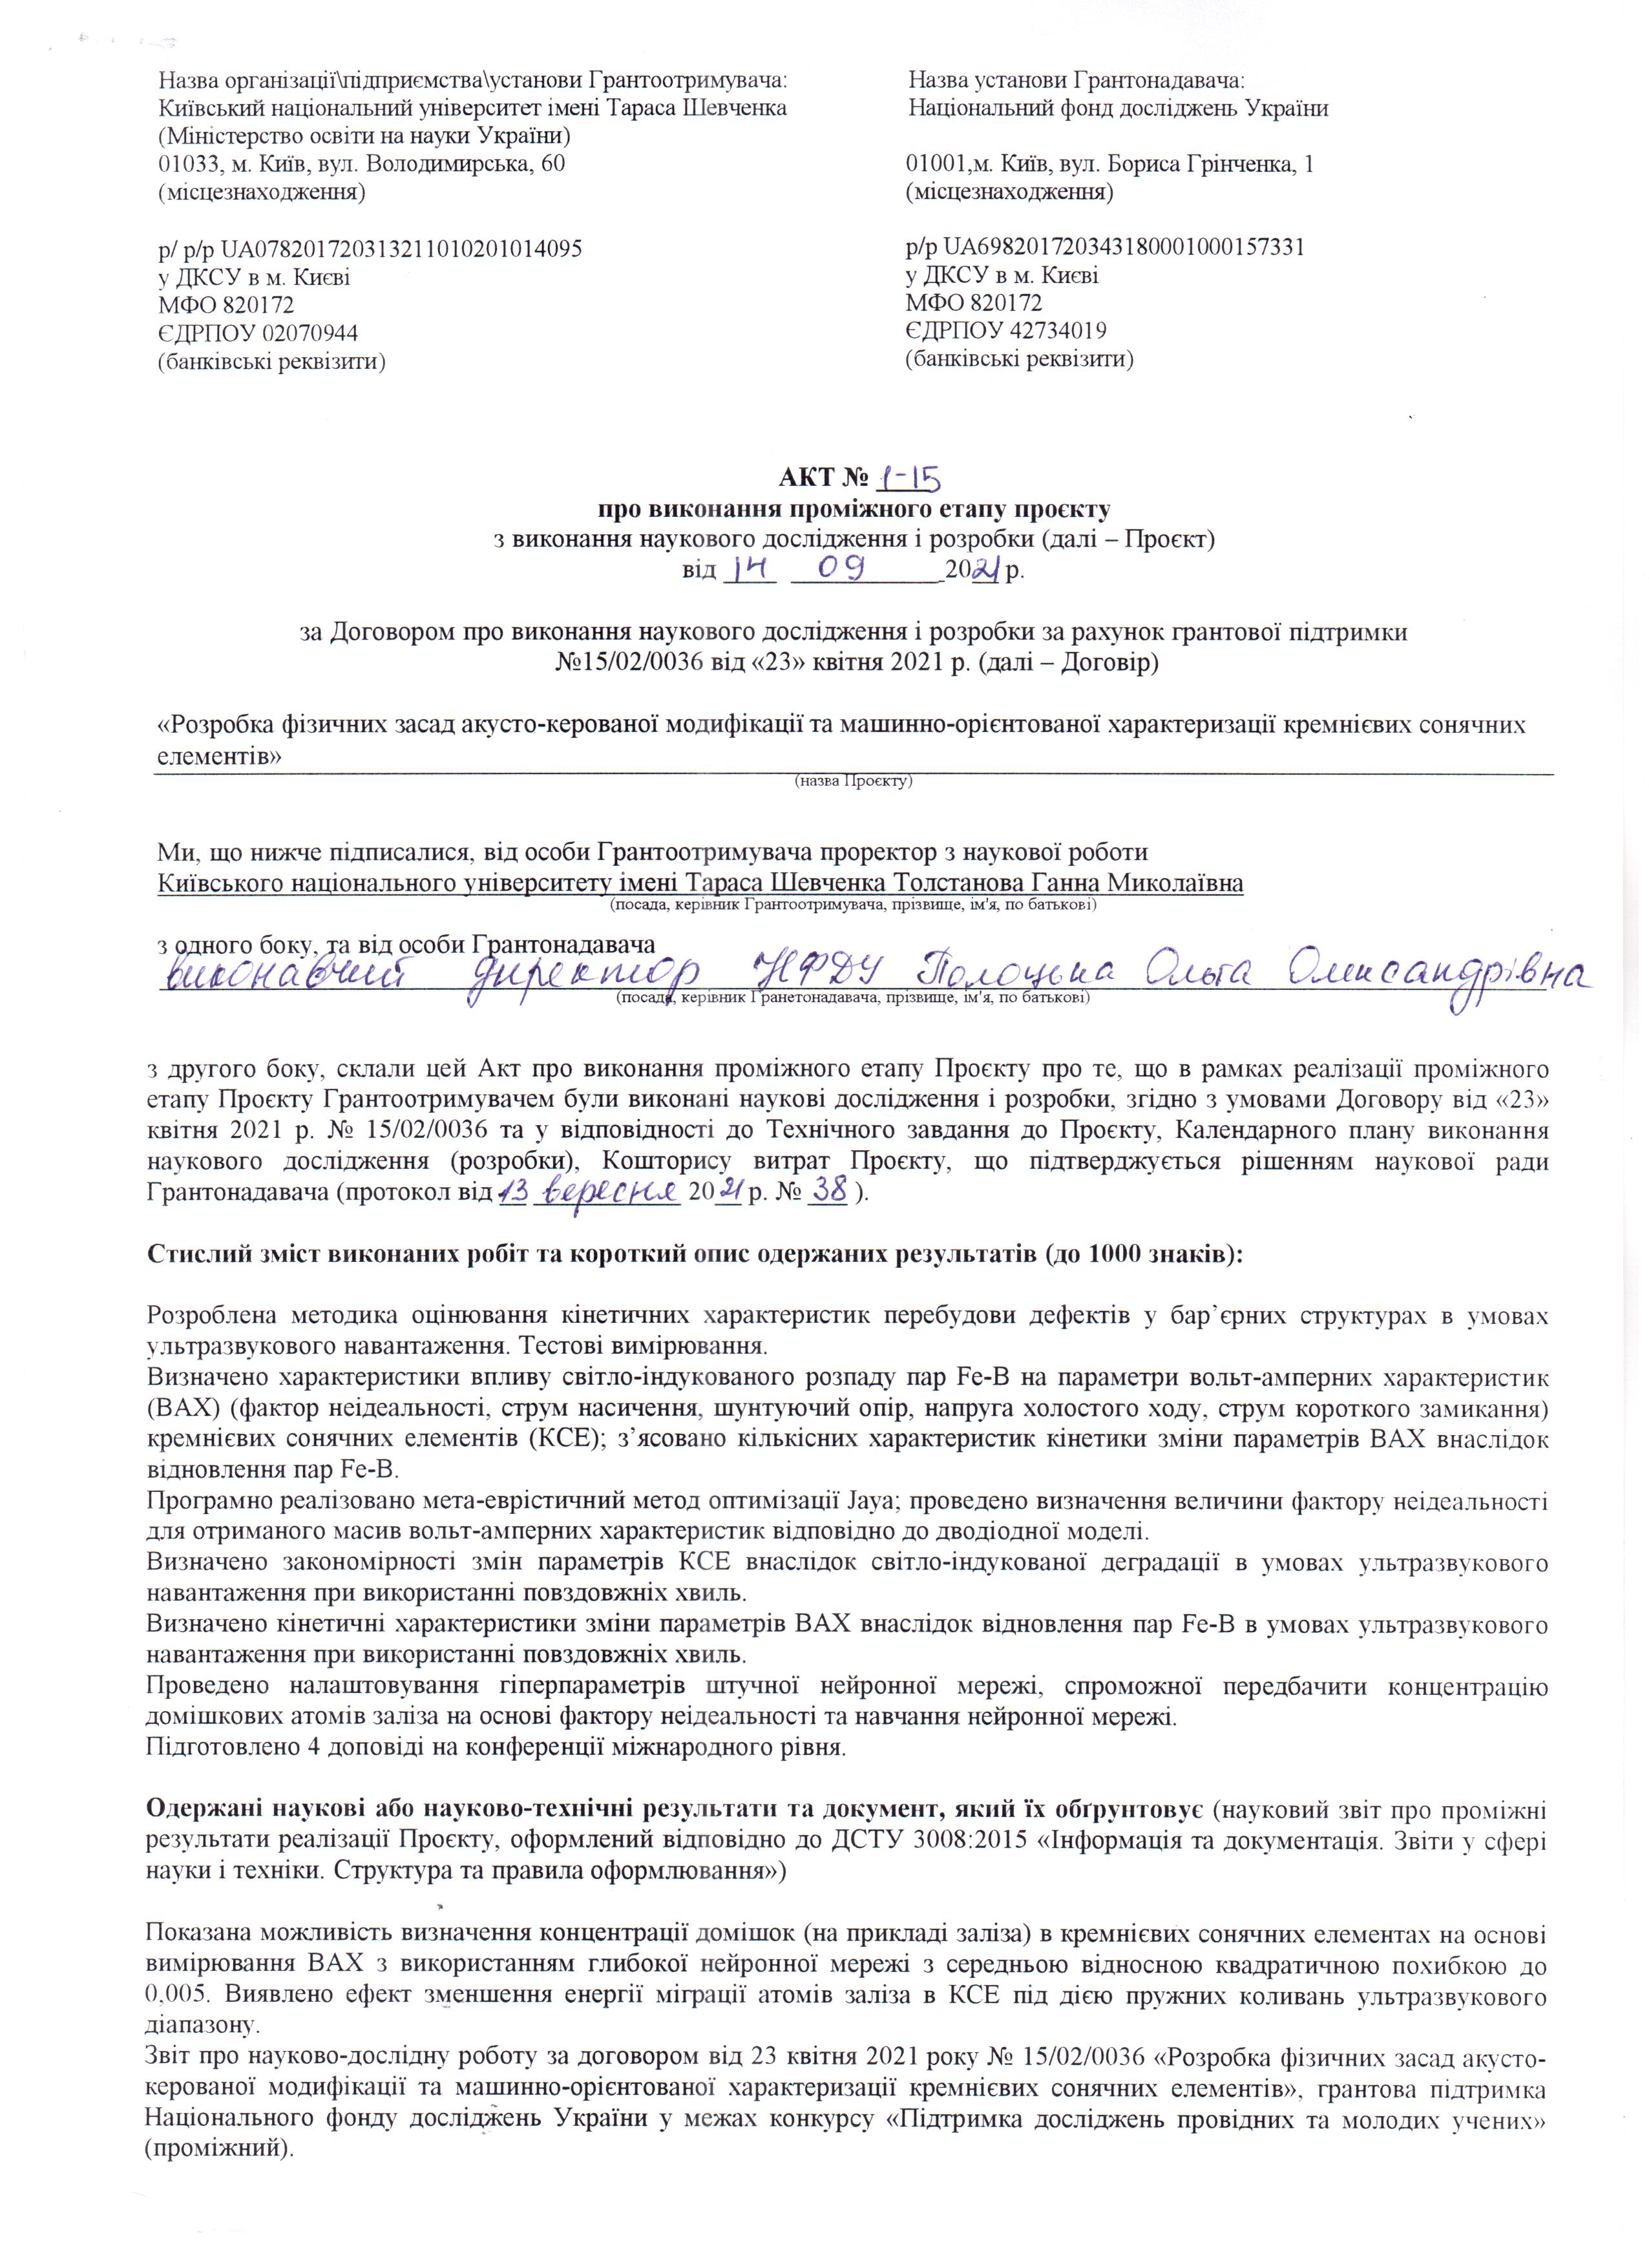 Назва організації\підприємства\установи Грантоотримувача:
Київський національний університет імені Тараса Шевченка
(Міністерство освіти на науки України)
01033, м. Київ, вул. Володимирська, 60
(місцезнаходження)
р/ р/р UA078201720313211010201014095
у ДКСУ в м. Києві
МФО 820172
ЄДРПОУ 02070944
(банківські реквізити)
Назва установи Грантонадавача:
Національний фонд досліджень України
01001,м. Київ, вул. Бориса Грінченка, 1
(місцезнаходження)
р/р UA698201720343180001000157331
у ДКСУ в м. Києві
МФО 820172
ЄДРПОУ 42734019
(банківські реквізити)
АКТ № 1-15
про виконання проміжного етапу проєкту
з виконання наукового дослідження і розробки (далі – Проєкт)
від 14 09 2021 р.
за Договором про виконання наукового дослідження і розробки за рахунок грантової підтримки
№15/02/0036 від «23» квітня 2021 р. (далі – Договір)
«Розробка фізичних засад акусто-керованої модифікації та машинно-орієнтованої характеризації кремнієвих сонячних
елементів»
(назва Проєкту)
Ми, що нижче підписалися, від особи Грантоотримувача проректор з наукової роботи
Київського національного університету імені Тараса Шевченка Толстанова Ганна Миколаївна
(посада, керівник Грантоотримувача, прізвище, ім'я, по батькові)
з одного боку, та від особи Грантонадавача
виконавчий директор НФДУ Полоцька Ольга Олександрівна
(посада, керівник Гранетонадавача, прізвище, ім'я, по батькові)
з другого боку, склали цей Акт про виконання проміжного етапу Проєкту про те, що в рамках реалізації проміжного
етапу Проєкту Грантоотримувачем були виконані наукові дослідження і розробки, згідно з умовами Договору від «23»
квітня 2021 р. № 15/02/0036 та у відповідності до Технічного завдання до Проєкту, Календарного плану виконання
наукового дослідження (розробки), Кошторису витрат Проєкту, що підтверджується рішенням наукової ради
Грантонадавача (протокол від 13 вересня 2021 р. № 38 ).
Стислий зміст виконаних робіт та короткий опис одержаних результатів (до 1000 знаків):
Розроблена методика оцінювання кінетичних характеристик перебудови дефектів у бар’єрних структурах в умовах
ультразвукового навантаження. Тестові вимірювання.
Визначено характеристики впливу світло-індукованого розпаду пар Fe-B на параметри вольт-амперних характеристик
(ВАХ) (фактор неідеальності, струм насичення, шунтуючий опір, напруга холостого ходу, струм короткого замикання)
кремнієвих сонячних елементів (КСЕ); з’ясовано кількісних характеристик кінетики зміни параметрів ВАХ внаслідок
відновлення пар Fe-B.
Програмно реалізовано мета-еврістичний метод оптимізації Jaya; проведено визначення величини фактору неідеальності
для отриманого масив вольт-амперних характеристик відповідно до дводіодної моделі.
Визначено закономірності змін параметрів КСЕ внаслідок світло-індукованої деградації в умовах ультразвукового
навантаження при використанні повздовжніх хвиль.
Визначено кінетичні характеристики зміни параметрів ВАХ внаслідок відновлення пар Fe-B в умовах ультразвукового
навантаження при використанні повздовжніх хвиль.
Проведено налаштовування гіперпараметрів штучної нейронної мережі, спроможної передбачити концентрацію
домішкових атомів заліза на основі фактору неідеальності та навчання нейронної мережі.
Підготовлено 4 доповіді на конференції міжнародного рівня.
Одержані наукові або науково-технічні результати та документ, який їх обґрунтовує (науковий звіт про проміжні
результати реалізації Проєкту, оформлений відповідно до ДСТУ 3008:2015 «Інформація та документація. Звіти у сфері
науки і техніки. Структура та правила оформлювання»)
Показана можливість визначення концентрації домішок (на прикладі заліза) в кремнієвих сонячних елементах на основі
вимірювання ВАХ з використанням глибокої нейронної мережі з середньою відносною квадратичною похибкою до
0,005. Виявлено ефект зменшення енергії міграції атомів заліза в КСЕ під дією пружних коливань ультразвукового
діапазону.
Звіт про науково-дослідну роботу за договором від 23 квітня 2021 року № 15/02/0036 «Розробка фізичних засад акусто-
керованої модифікації та машинно-орієнтованої характеризації кремнієвих сонячних елементів», грантова підтримка
Національного фонду досліджень України у межах конкурсу «Підтримка досліджень провідних та молодих учених»
(проміжний).